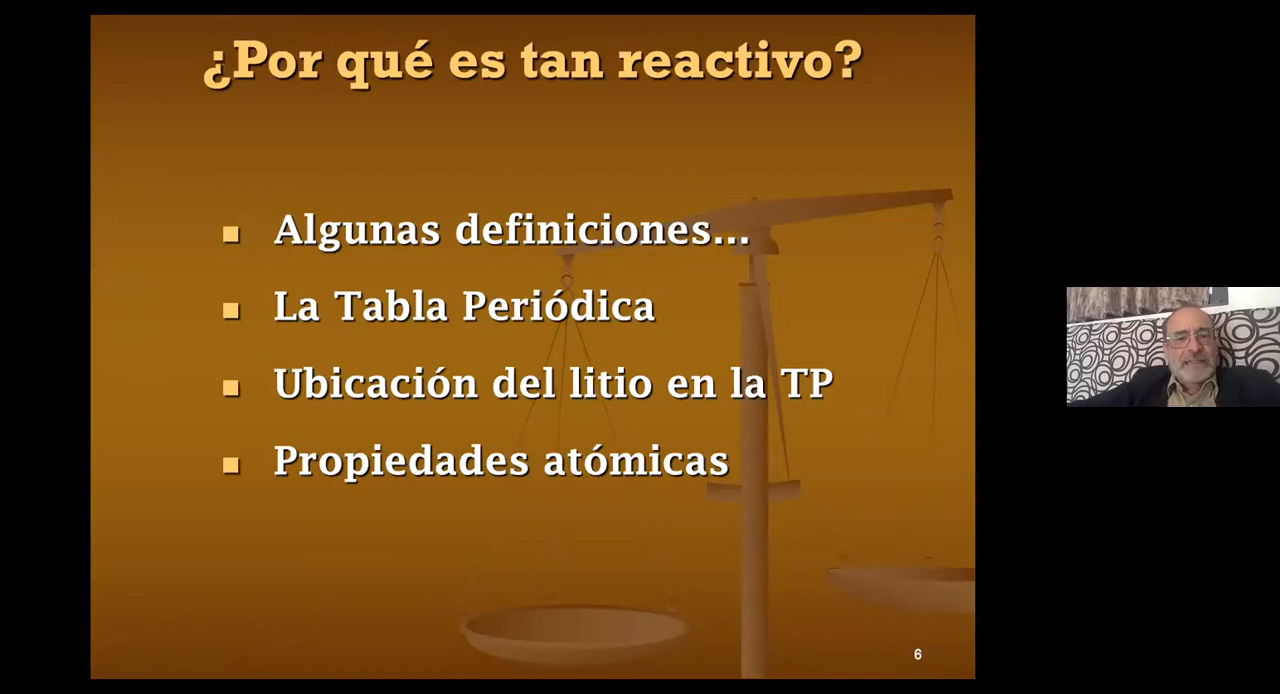 ¿Por qué es tan reactivo?
Algunas definiciones...
La Tabla Periódica
Ubicación del litio en la TP
Propiedades atómicas
6